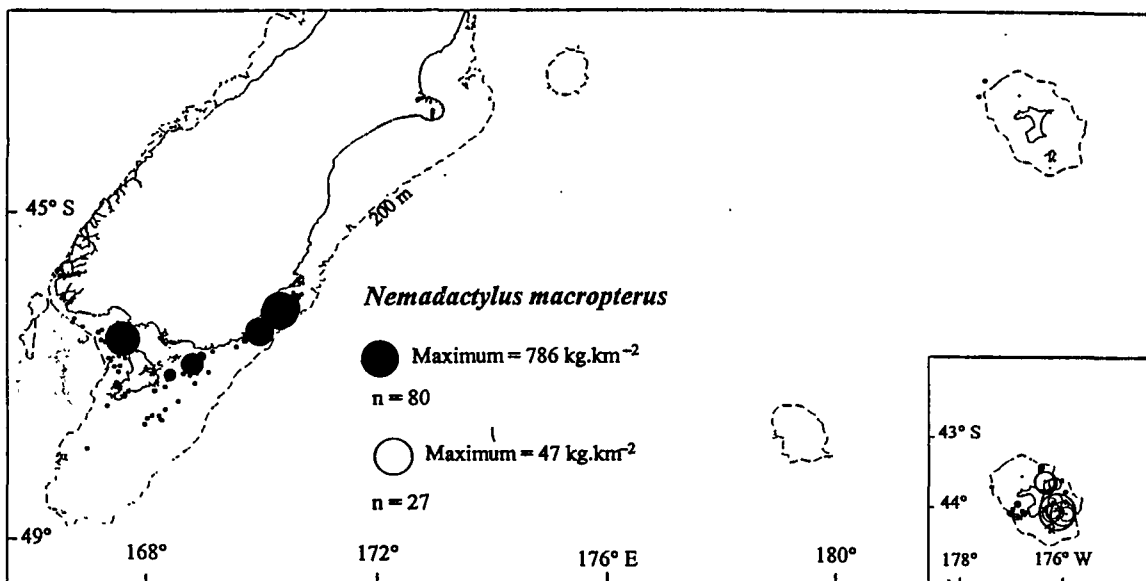 45° S
200 m
Nemadactylus macropterus
Maximum = 786 kg.km⁻²
n = 80
Maximum = 47 kg.km⁻²
n = 27
43° S
44°
49°
168°
172°
176° E
180°
178°
176° W